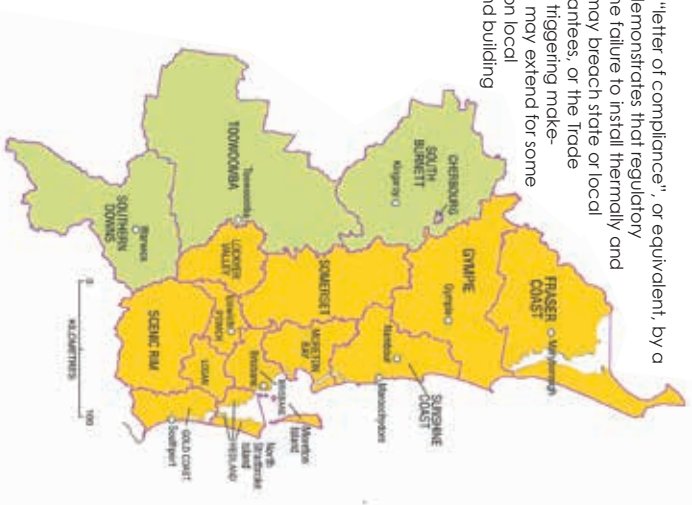 "letter of compliance", or equivalent, by a
demonstrates that regulatory
ne failure to install thermally and
may breach state or local
antees, or the Trade
triggering make-
may extend for some
on local
nd building
FRASER
COAST
Maryborough
GYMPIE
Gympie
CHERBOURG
SOUTH
BURNETT
Kingaroy
SUNSHINE
COAST
Nambour
Maroochydore
SOMERSET
MORETON
BAY
Moreton
Island
BRISBANE
Brisbane
TOOWOOMBA
Toowoomba
LOCKYER
VALLEY
IPSWICH
Ipswich
North
Stradbroke
Island
REDLAND
LOGAN
GOLD COAST
Southport
SCENIC RIM
SOUTHERN
DOWNS
Warwick
0
100
KILOMETRES